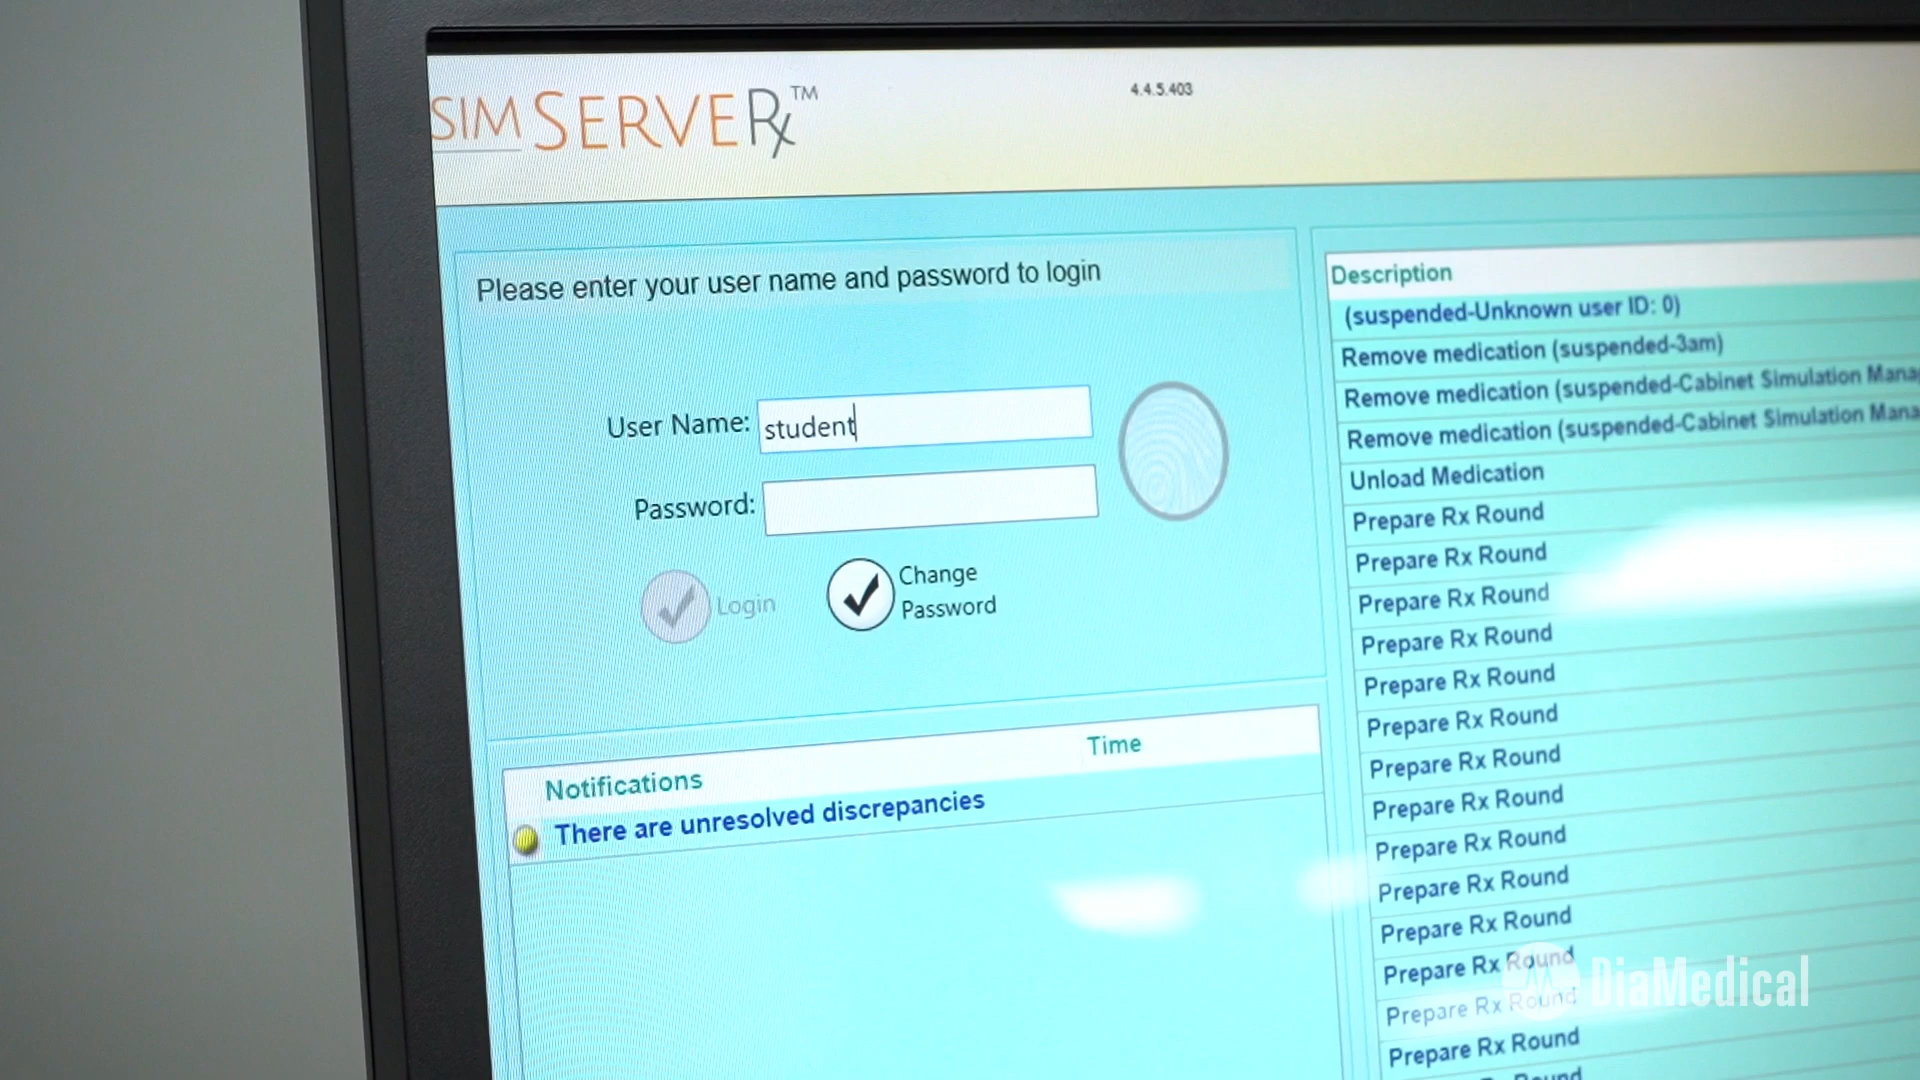 SIM SERVERx™
4.4.5.403
Please enter your user name and password to login
User Name: student
Password:
Login
Change
Password
Notifications Time
There are unresolved discrepancies
Description
(suspended-Unknown user ID: 0)
Remove medication (suspended-3am)
Remove medication (suspended-Cabinet Simulation Mana
Remove medication (suspended-Cabinet Simulation Mana
Unload Medication
Prepare Rx Round
Prepare Rx Round
Prepare Rx Round
Prepare Rx Round
Prepare Rx Round
Prepare Rx Round
Prepare Rx Round
Prepare Rx Round
Prepare Rx Round
Prepare Rx Round
Prepare Rx Round
Prepare Rx Round
Prepare Rx Round
Prepare Rx Round
Round
DiaMedical